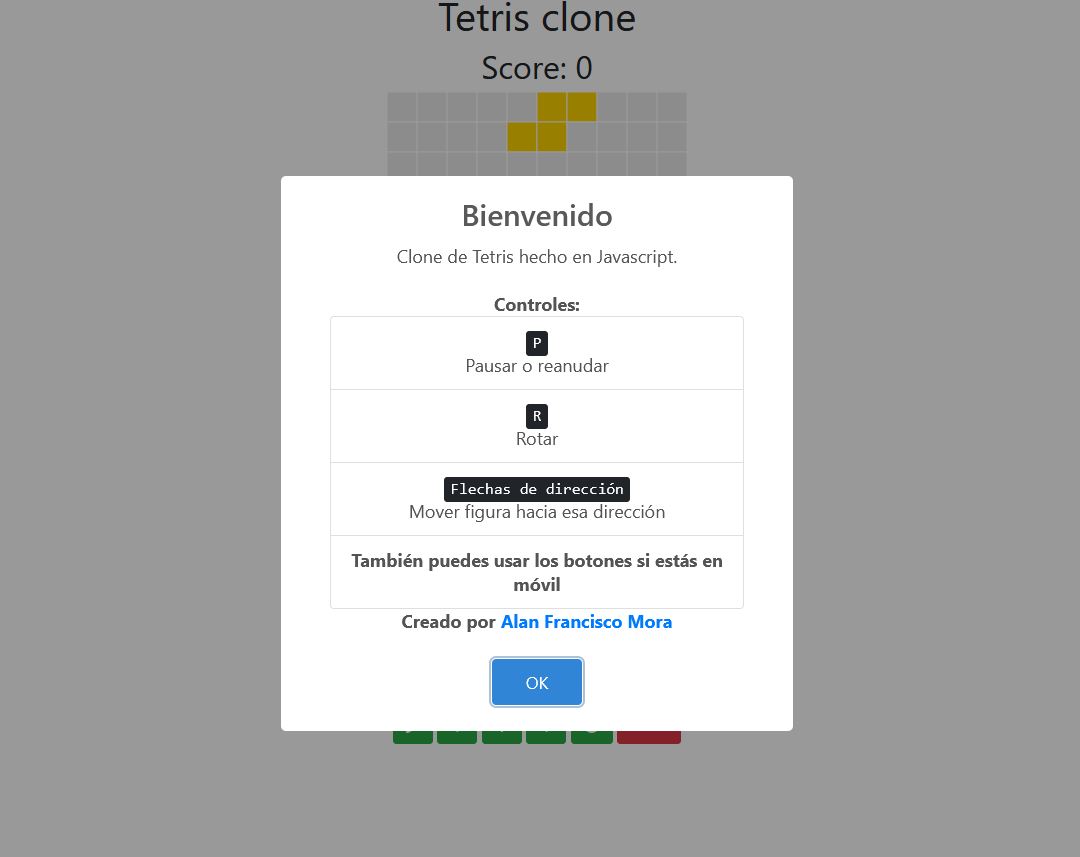 Tetris clone
Score: 0
Bienvenido
Clone de Tetris hecho en Javascript.
Controles:
P
Pausar o reanudar
R
Rotar
Flechas de dirección
Mover figura hacia esa dirección
También puedes usar los botones si estás en
móvil
Creado por Alan Francisco Mora
OK